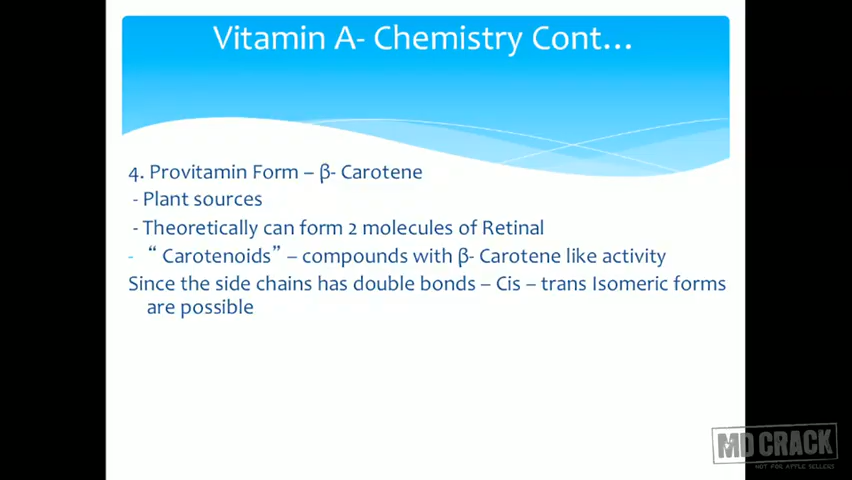 Vitamin A- Chemistry Cont...
4. Provitamin Form – β- Carotene
- Plant sources
- Theoretically can form 2 molecules of Retinal
- “ Carotenoids” – compounds with β- Carotene like activity
Since the side chains has double bonds – Cis – trans Isomeric forms
are possible
MD CRACK
NOT FOR APPLE SELLERS